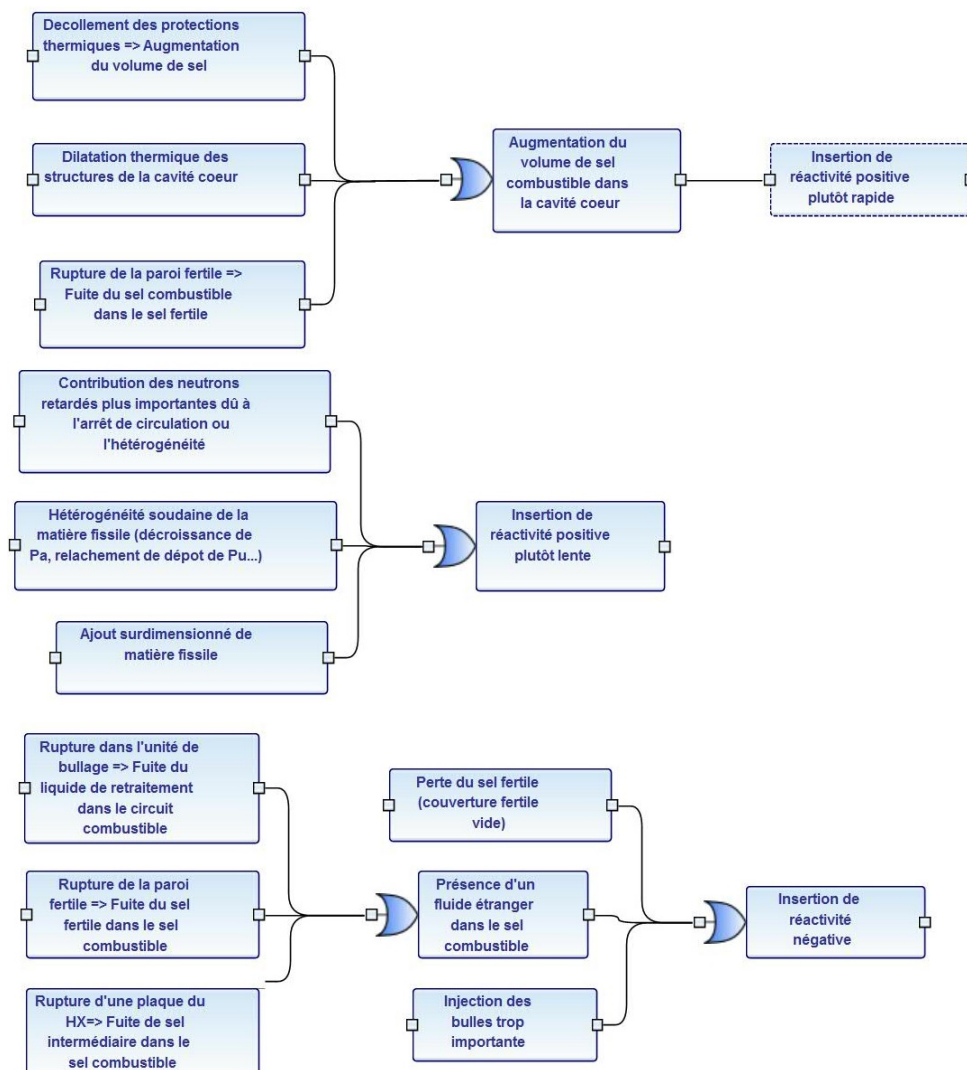 Decollement des protections
thermiques => Augmentation
du volume de sel
Dilatation thermique des
structures de la cavité coeur
Rupture de la paroi fertile =>
Fuite du sel combustible
dans le sel fertile
Augmentation du
volume de sel
combustible dans
la cavité coeur
Insertion de
réactivité positive
plutôt rapide
Contribution des neutrons
retardés plus importantes dû à
l'arrêt de circulation ou
l'hétérogénéité
Hétérogénéité soudaine de la
matière fissile (décroissance de
Pa, relachement de dépot de Pu...)
Ajout surdimensionné de
matière fissile
Insertion de
réactivité positive
plutôt lente
Rupture dans l'unité de
bullage => Fuite du
liquide de retraitement
dans le circuit
combustible
Rupture de la paroi
fertile => Fuite du sel
fertile dans le sel
combustible
Rupture d'une plaque du
HX=> Fuite de sel
intermédiaire dans le
sel combustible
Perte du sel fertile
(couverture fertile
vide)
Présence d'un
fluide étranger
dans le sel
combustible
Injection des
bulles trop
importante
Insertion de
réactivité
négative